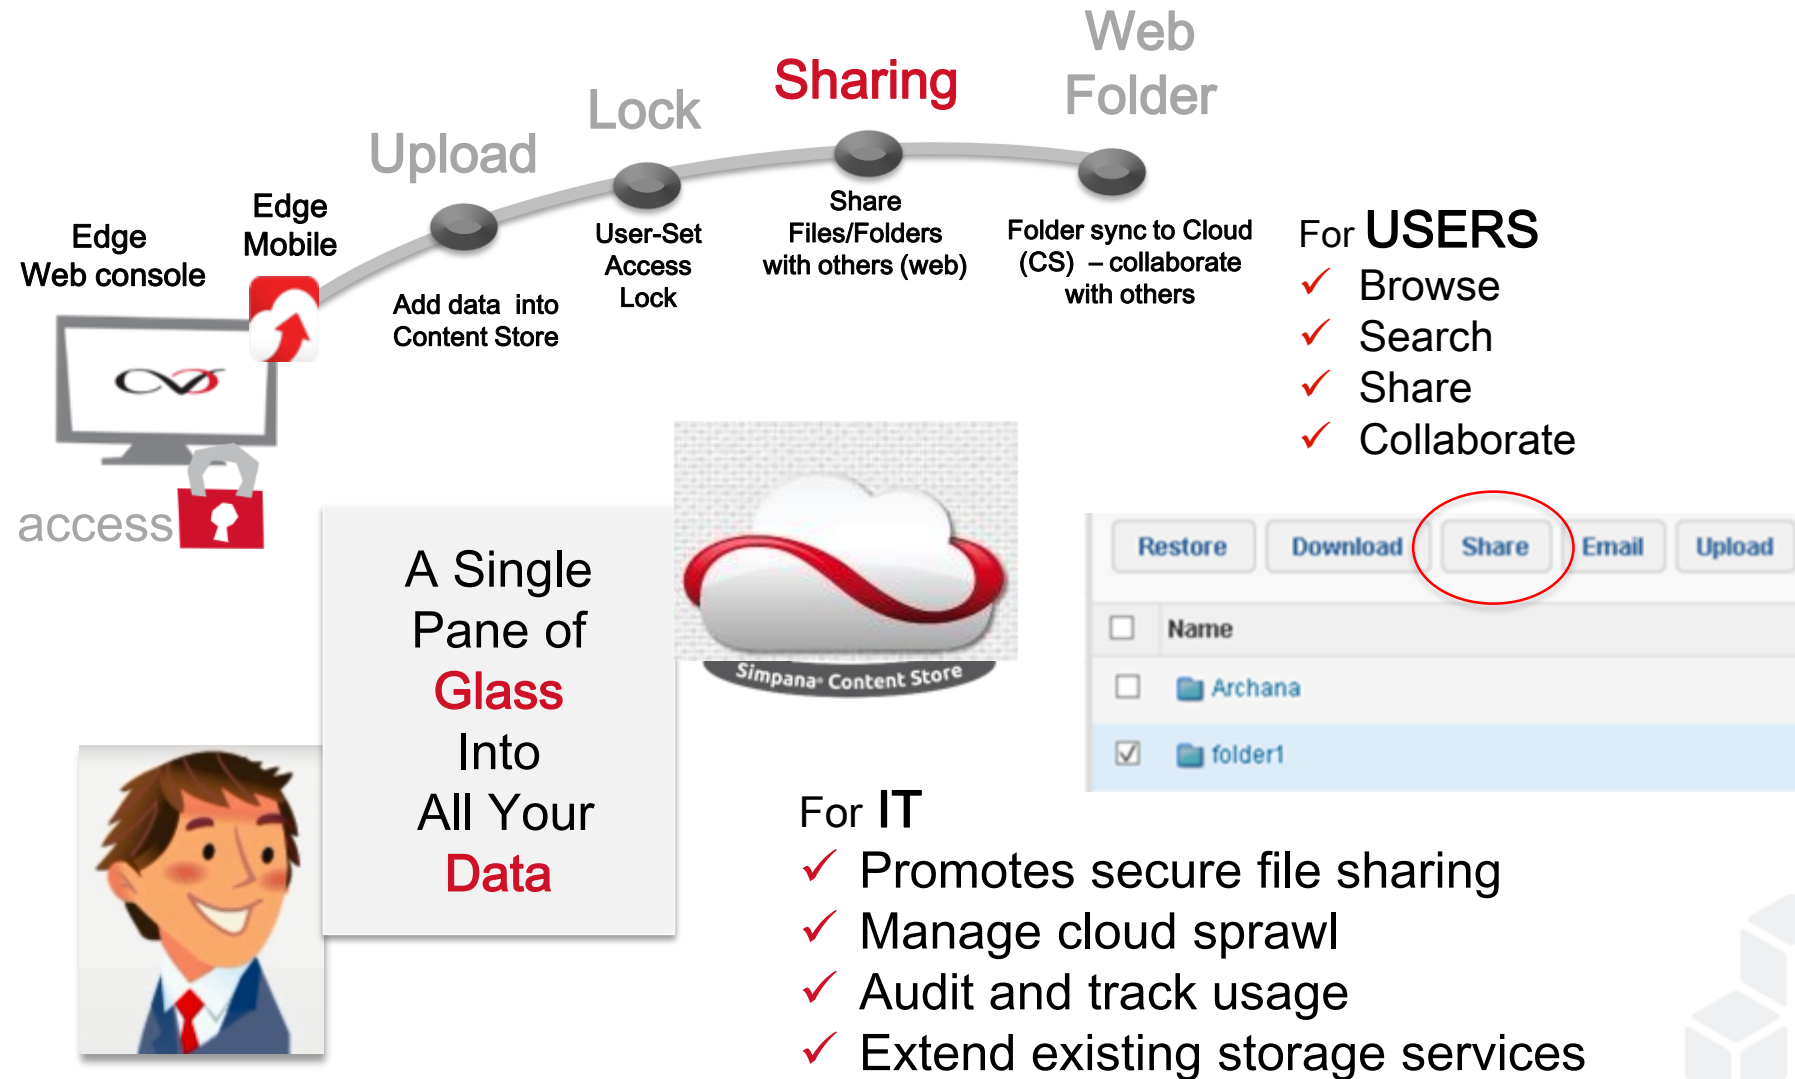 Web
Folder
Sharing
Lock
Upload
Edge
Mobile
Edge
Web console
Add data  into
Content Store
User-Set
Access
Lock
Share
Files/Folders
with others (web)
Folder sync to Cloud
(CS)  – collaborate
with others
For USERS
✓ Browse
✓ Search
✓ Share
✓ Collaborate
access
A Single
Pane of
Glass
Into
All Your
Data
Simpana® Content Store
Restore Download Share Email Upload
Name
Archana
folder1
For IT
✓ Promotes secure file sharing
✓ Manage cloud sprawl
✓ Audit and track usage
✓ Extend existing storage services